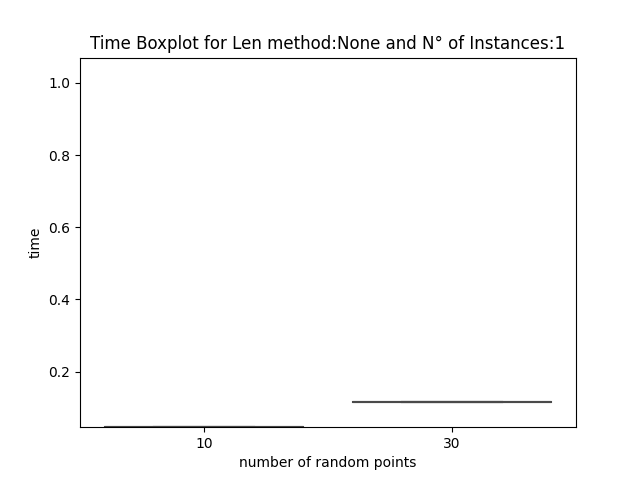 Time Boxplot for Len method:None and N° of Instances:1
1.0
0.8
0.6
0.4
0.2
time
10 30
number of random points